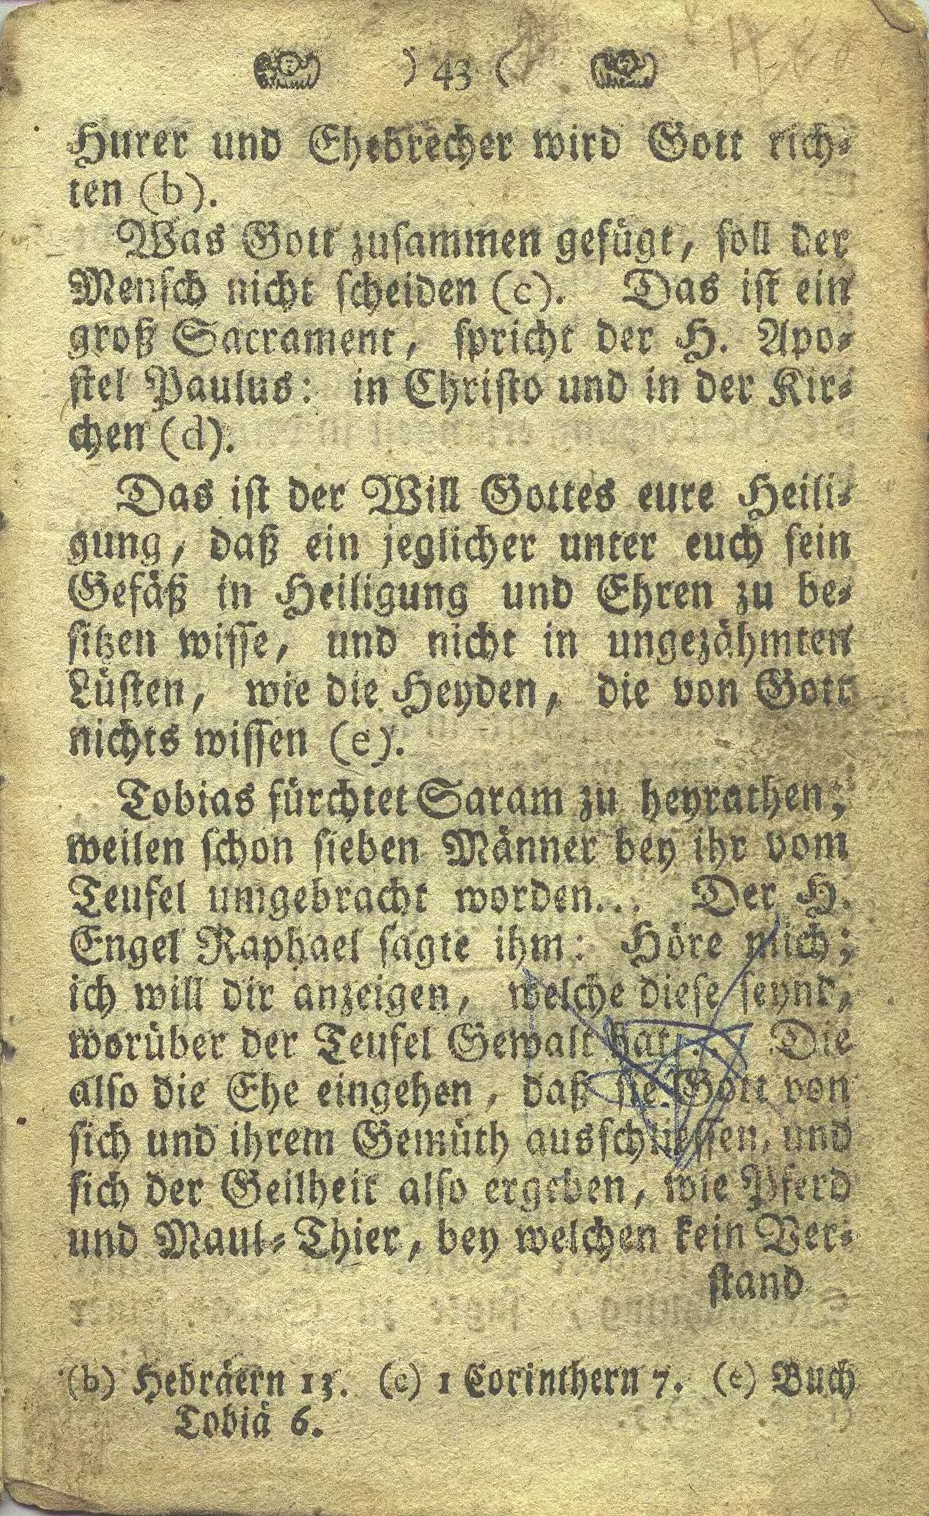 ) 43 (
Hurer und Ehebrecher wird Gott rich⸗
ten (b).
Was Gott zusammen gefügt, soll der
Mensch nicht scheiden (c). Das ist ein
groß Sacrament, spricht der H. Apo⸗
stel Paulus: in Christo und in der Kir⸗
chen (d).
Das ist der Will Gottes eure Heili⸗
gung, daß ein jeglicher unter euch sein
Gefäß in Heiligung und Ehren zu be⸗
sitzen wisse, und nicht in ungezähmten
Lüsten, wie die Heyden, die von Gott
nichts wissen (e).
Tobias fürchtet Saram zu heyrathen;
weilen schon sieben Männer bey ihr vom
Teufel umgebracht worden... Der H.
Engel Raphael sagte ihm: Höre mich;
ich will dir anzeigen, welche diese seynd,
worüber der Teufel Gewalt hat... Die
also die Ehe eingehen, daß sie Gott von
sich und ihrem Gemüth ausschliessen, und
sich der Geilheit also ergeben, wie Pferd
und Maul⸗Thier, bey welchen kein Ver⸗
stand
(b) Hebräern 13. (c) 1 Corinthern 7. (e) Buch
Tobiä 6.